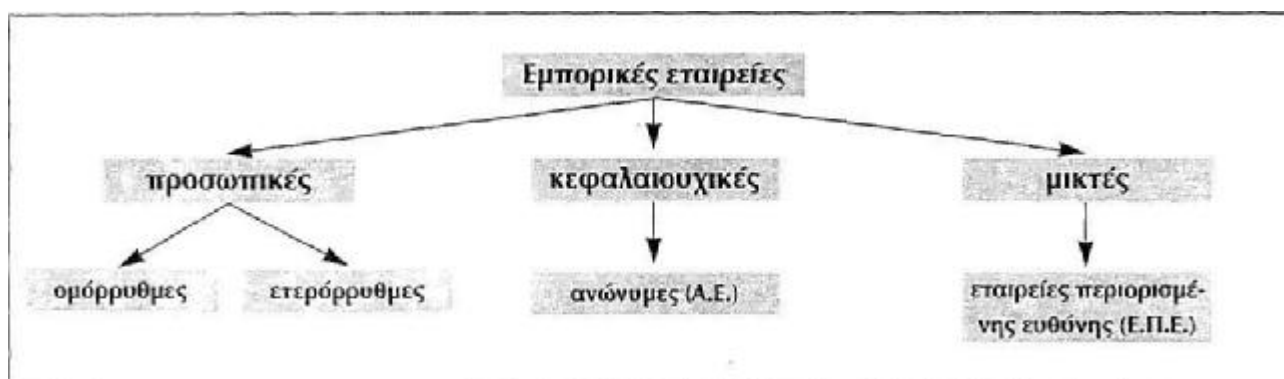 Εμπορικές εταιρείες
προσωπικές
κεφαλαιουχικές
μικτές
ομόρρυθμες
ετερόρρυθμες
ανώνυμες (Α.Ε.)
εταιρείες περιορισμέ-
νης ευθύνης (Ε.Π.Ε.)